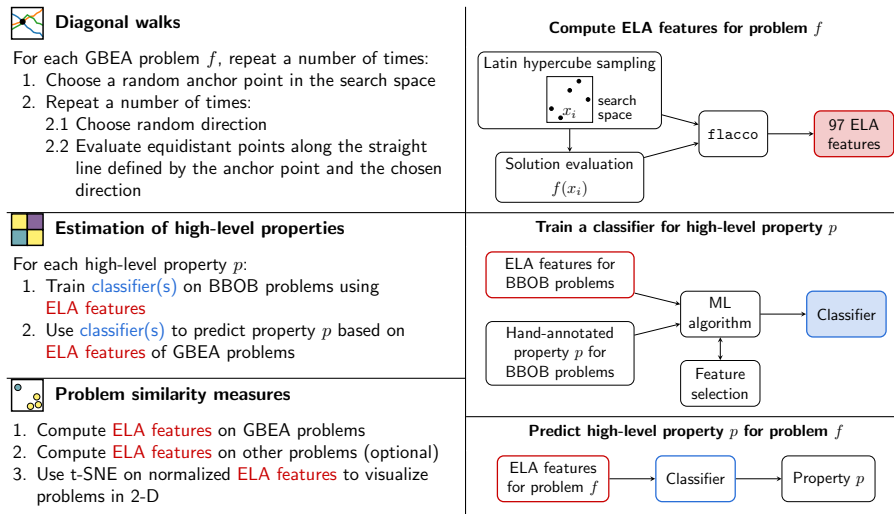 Diagonal walks
For each GBEA problem f, repeat a number of times:
1. Choose a random anchor point in the search space
2. Repeat a number of times:
2.1 Choose random direction
2.2 Evaluate equidistant points along the straight
line defined by the anchor point and the chosen
direction
Estimation of high-level properties
For each high-level property p:
1. Train classifier(s) on BBOB problems using
ELA features
2. Use classifier(s) to predict property p based on
ELA features of GBEA problems
Problem similarity measures
1. Compute ELA features on GBEA problems
2. Compute ELA features on other problems (optional)
3. Use t-SNE on normalized ELA features to visualize
problems in 2-D
Compute ELA features for problem f
Latin hypercube sampling
x_i
search
space
Solution evaluation
f(x_i)
flacco
97 ELA
features
Train a classifier for high-level property p
ELA features for
BBOB problems
Hand-annotated
property p for
BBOB problems
ML
algorithm
Feature
selection
Classifier
Predict high-level property p for problem f
ELA features
for problem f
Classifier
Property p